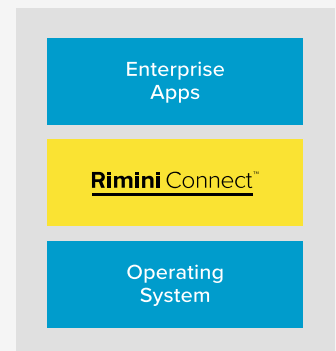 Enterprise
Apps
Rimini Connect™
Operating
System